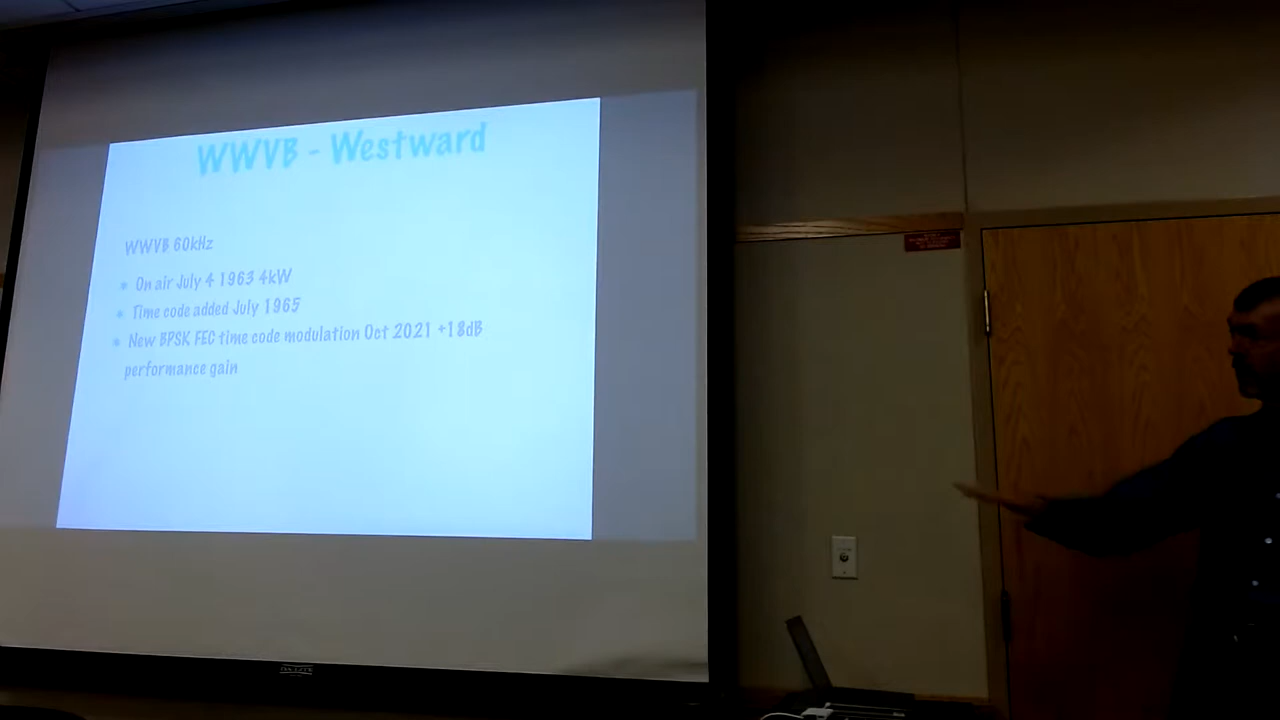 WWVB - Westward
WWVB 60kHz
• On air July 4 1963 4kW
• Time code added July 1965
• New BPSK FEC time code modulation Oct 2021 +18dB
performance gain